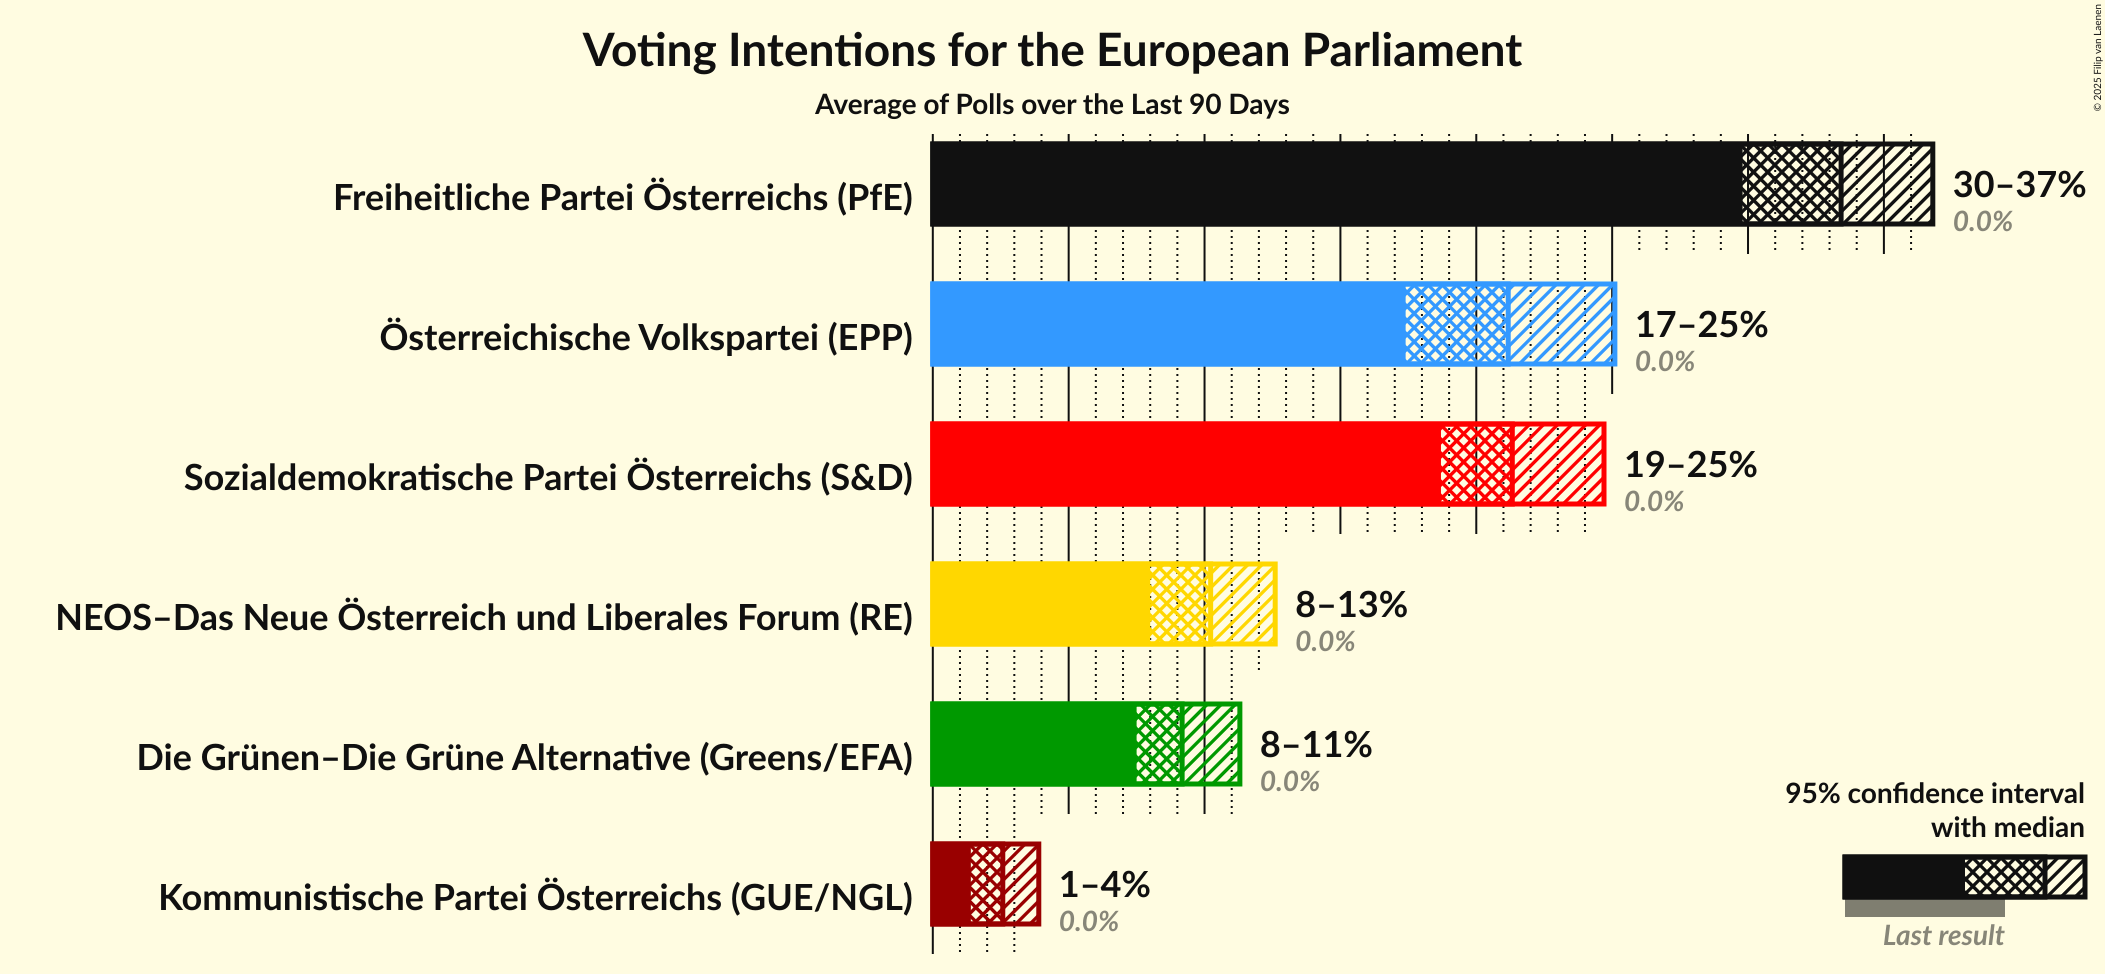 Voting Intentions for the European Parliament
Average of Polls over the Last 90 Days
© 2025 Filip van Laenen
Freiheitliche Partei Österreichs (PfE)
30–37%
0.0%
Österreichische Volkspartei (EPP)
17–25%
0.0%
Sozialdemokratische Partei Österreichs (S&D)
19–25%
0.0%
NEOS–Das Neue Österreich und Liberales Forum (RE)
8–13%
0.0%
Die Grünen–Die Grüne Alternative (Greens/EFA)
8–11%
0.0%
Kommunistische Partei Österreichs (GUE/NGL)
1–4%
0.0%
95% confidence interval
with median
Last result